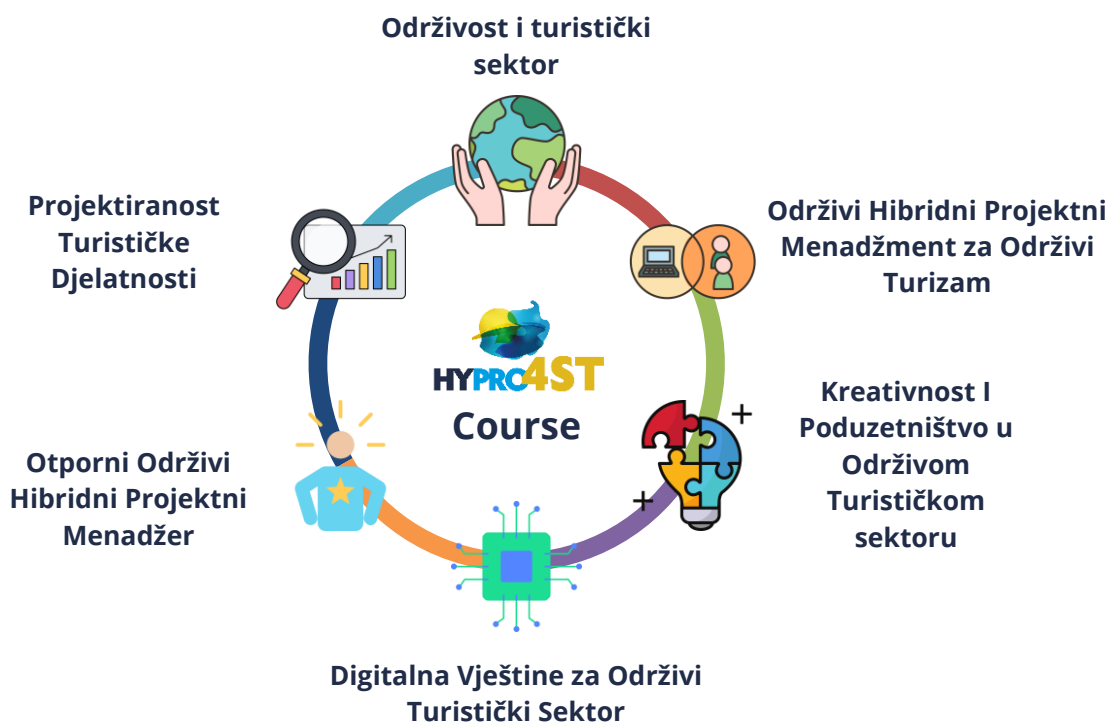 Održivost i turistički
sektor
Projektiranost
Turističke
Djelatnosti
Održivi Hibridni Projektni
Menadžment za Održivi
Turizam
HYPRO4ST
Course
Kreativnost I
Poduzetništvo u
Održivom
Turističkom
sektoru
Otporni Održivi
Hibridni Projektni
Menadžer
Digitalna Vještine za Održivi
Turistički Sektor